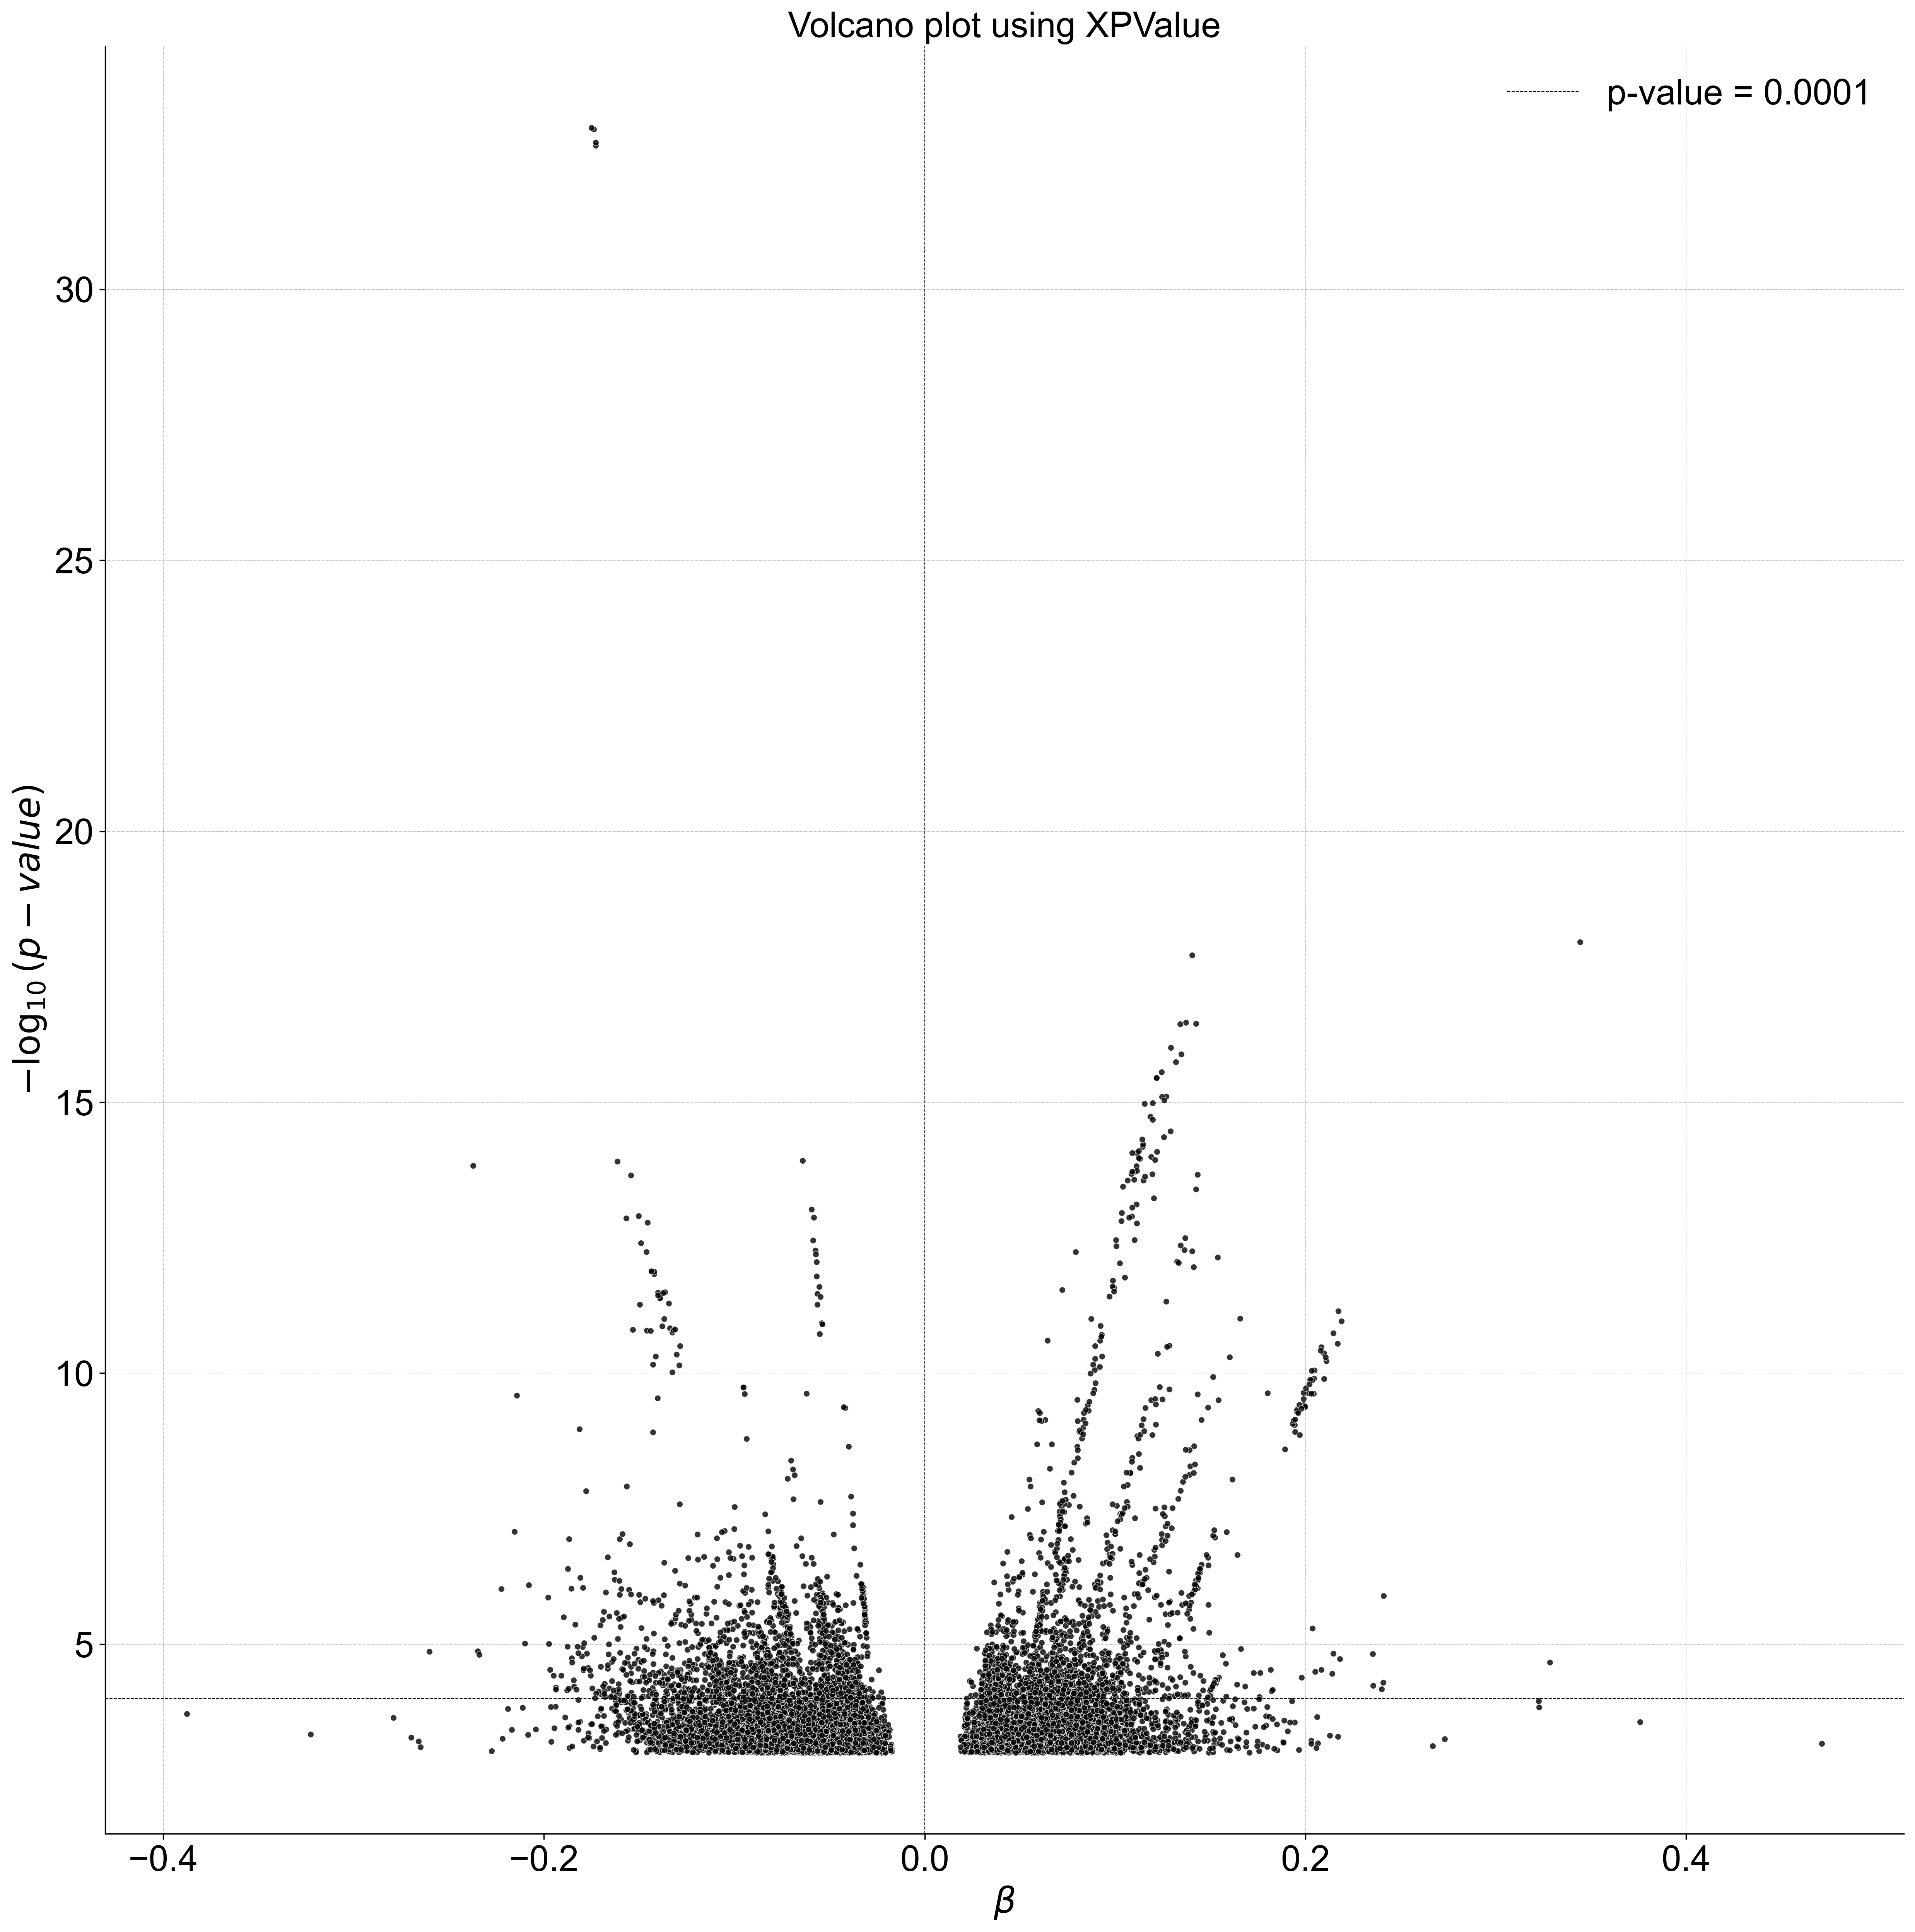 Volcano plot using XPValue
p-value = 0.0001
30
25
20
15
10
5
−log₁₀(p − value)
−0.4
−0.2
0.0
0.2
0.4
β